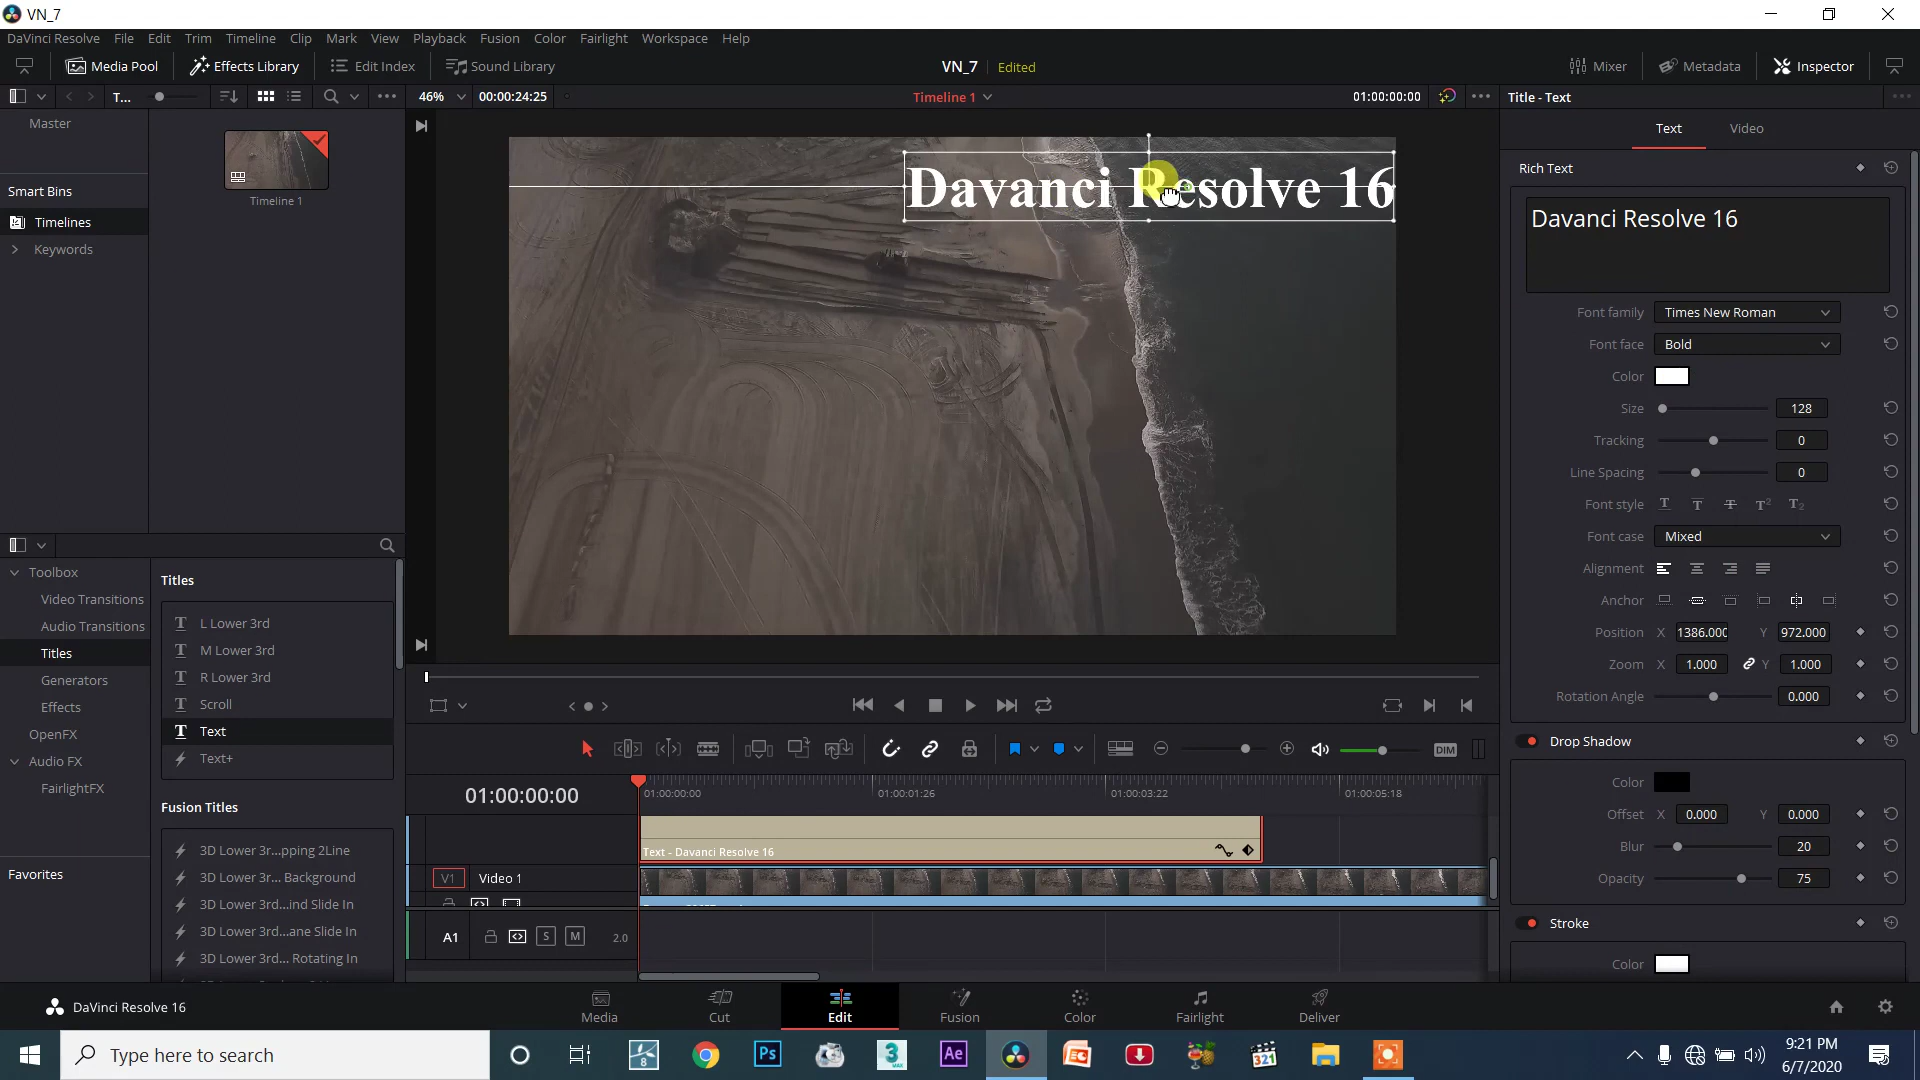 VN_7
DaVinci Resolve File Edit Trim Timeline Clip Mark View Playback Fusion Color Fairlight Workspace Help
Media Pool Effects Library Edit Index Sound Library VN_7 Edited Mixer Metadata Inspector
T... 46% 00:00:24:25 Timeline 1 01:00:00:00 Title - Text
Master
Text Video
Rich Text
Davanci Resolve 16
Davanci Resolve 16
Smart Bins
Timeline 1
Timelines
Keywords
Font family Times New Roman
Font face Bold
Color
Size 128
Tracking 0
Line Spacing 0
Font style T T T T² T₂
Font case Mixed
Alignment
Anchor
Position X 1386.000 Y 972.000
Zoom X 1.000 Y 1.000
Rotation Angle 0.000
Drop Shadow
Color
Offset X 0.000 Y 0.000
Blur 20
Opacity 75
Stroke
Color
Toolbox
Video Transitions
Audio Transitions
Titles
Generators
Effects
OpenFX
Audio FX
FairlightFX
Favorites
Titles
T L Lower 3rd
T M Lower 3rd
T R Lower 3rd
T Scroll
T Text
Text+
Fusion Titles
3D Lower 3r...pping 2Line
3D Lower 3r... Background
3D Lower 3rd...ind Slide In
3D Lower 3rd...ane Slide In
3D Lower 3rd... Rotating In
DIM
01:00:00:00 01:00:00:00 01:00:01:26 01:00:03:22 01:00:05:18
Text - Davanci Resolve 16
V1 Video 1
A1 S M 2.0
DaVinci Resolve 16
Media Cut Edit Fusion Color Fairlight Deliver
Type here to search
8 Ps 3 MAX Ae 321
9:21 PM
6/7/2020